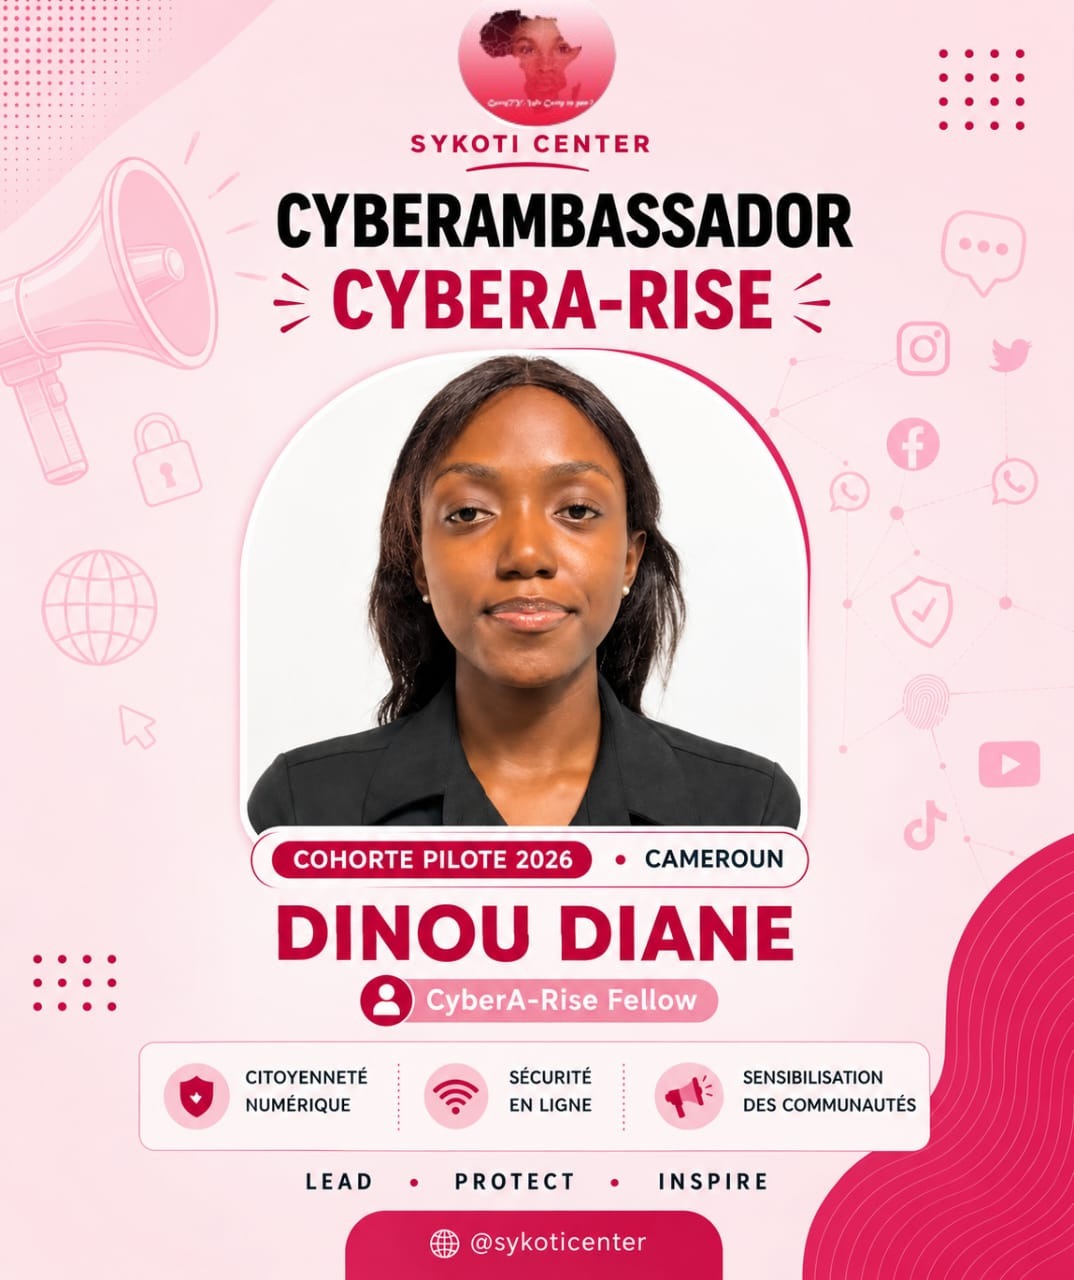 SYKOTI CENTER
CYBERAMBASSADOR
CYBERA-RISE
COHORTE PILOTE 2026 • CAMEROUN
DINOU DIANE
CyberA-Rise Fellow
CITOYENNETÉ
NUMÉRIQUE
SÉCURITÉ
EN LIGNE
SENSIBILISATION
DES COMMUNAUTÉS
LEAD • PROTECT • INSPIRE
@sykoticenter